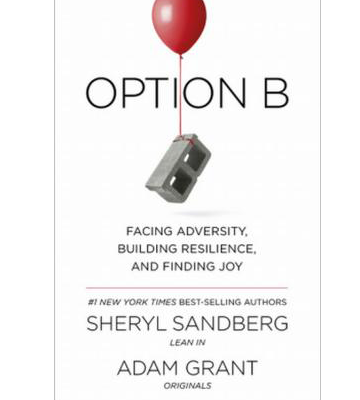 OPTION B
FACING ADVERSITY,
BUILDING RESILIENCE,
AND FINDING JOY
#1 NEW YORK TIMES BEST-SELLING AUTHORS
SHERYL SANDBERG
LEAN IN
ADAM GRANT
ORIGINALS